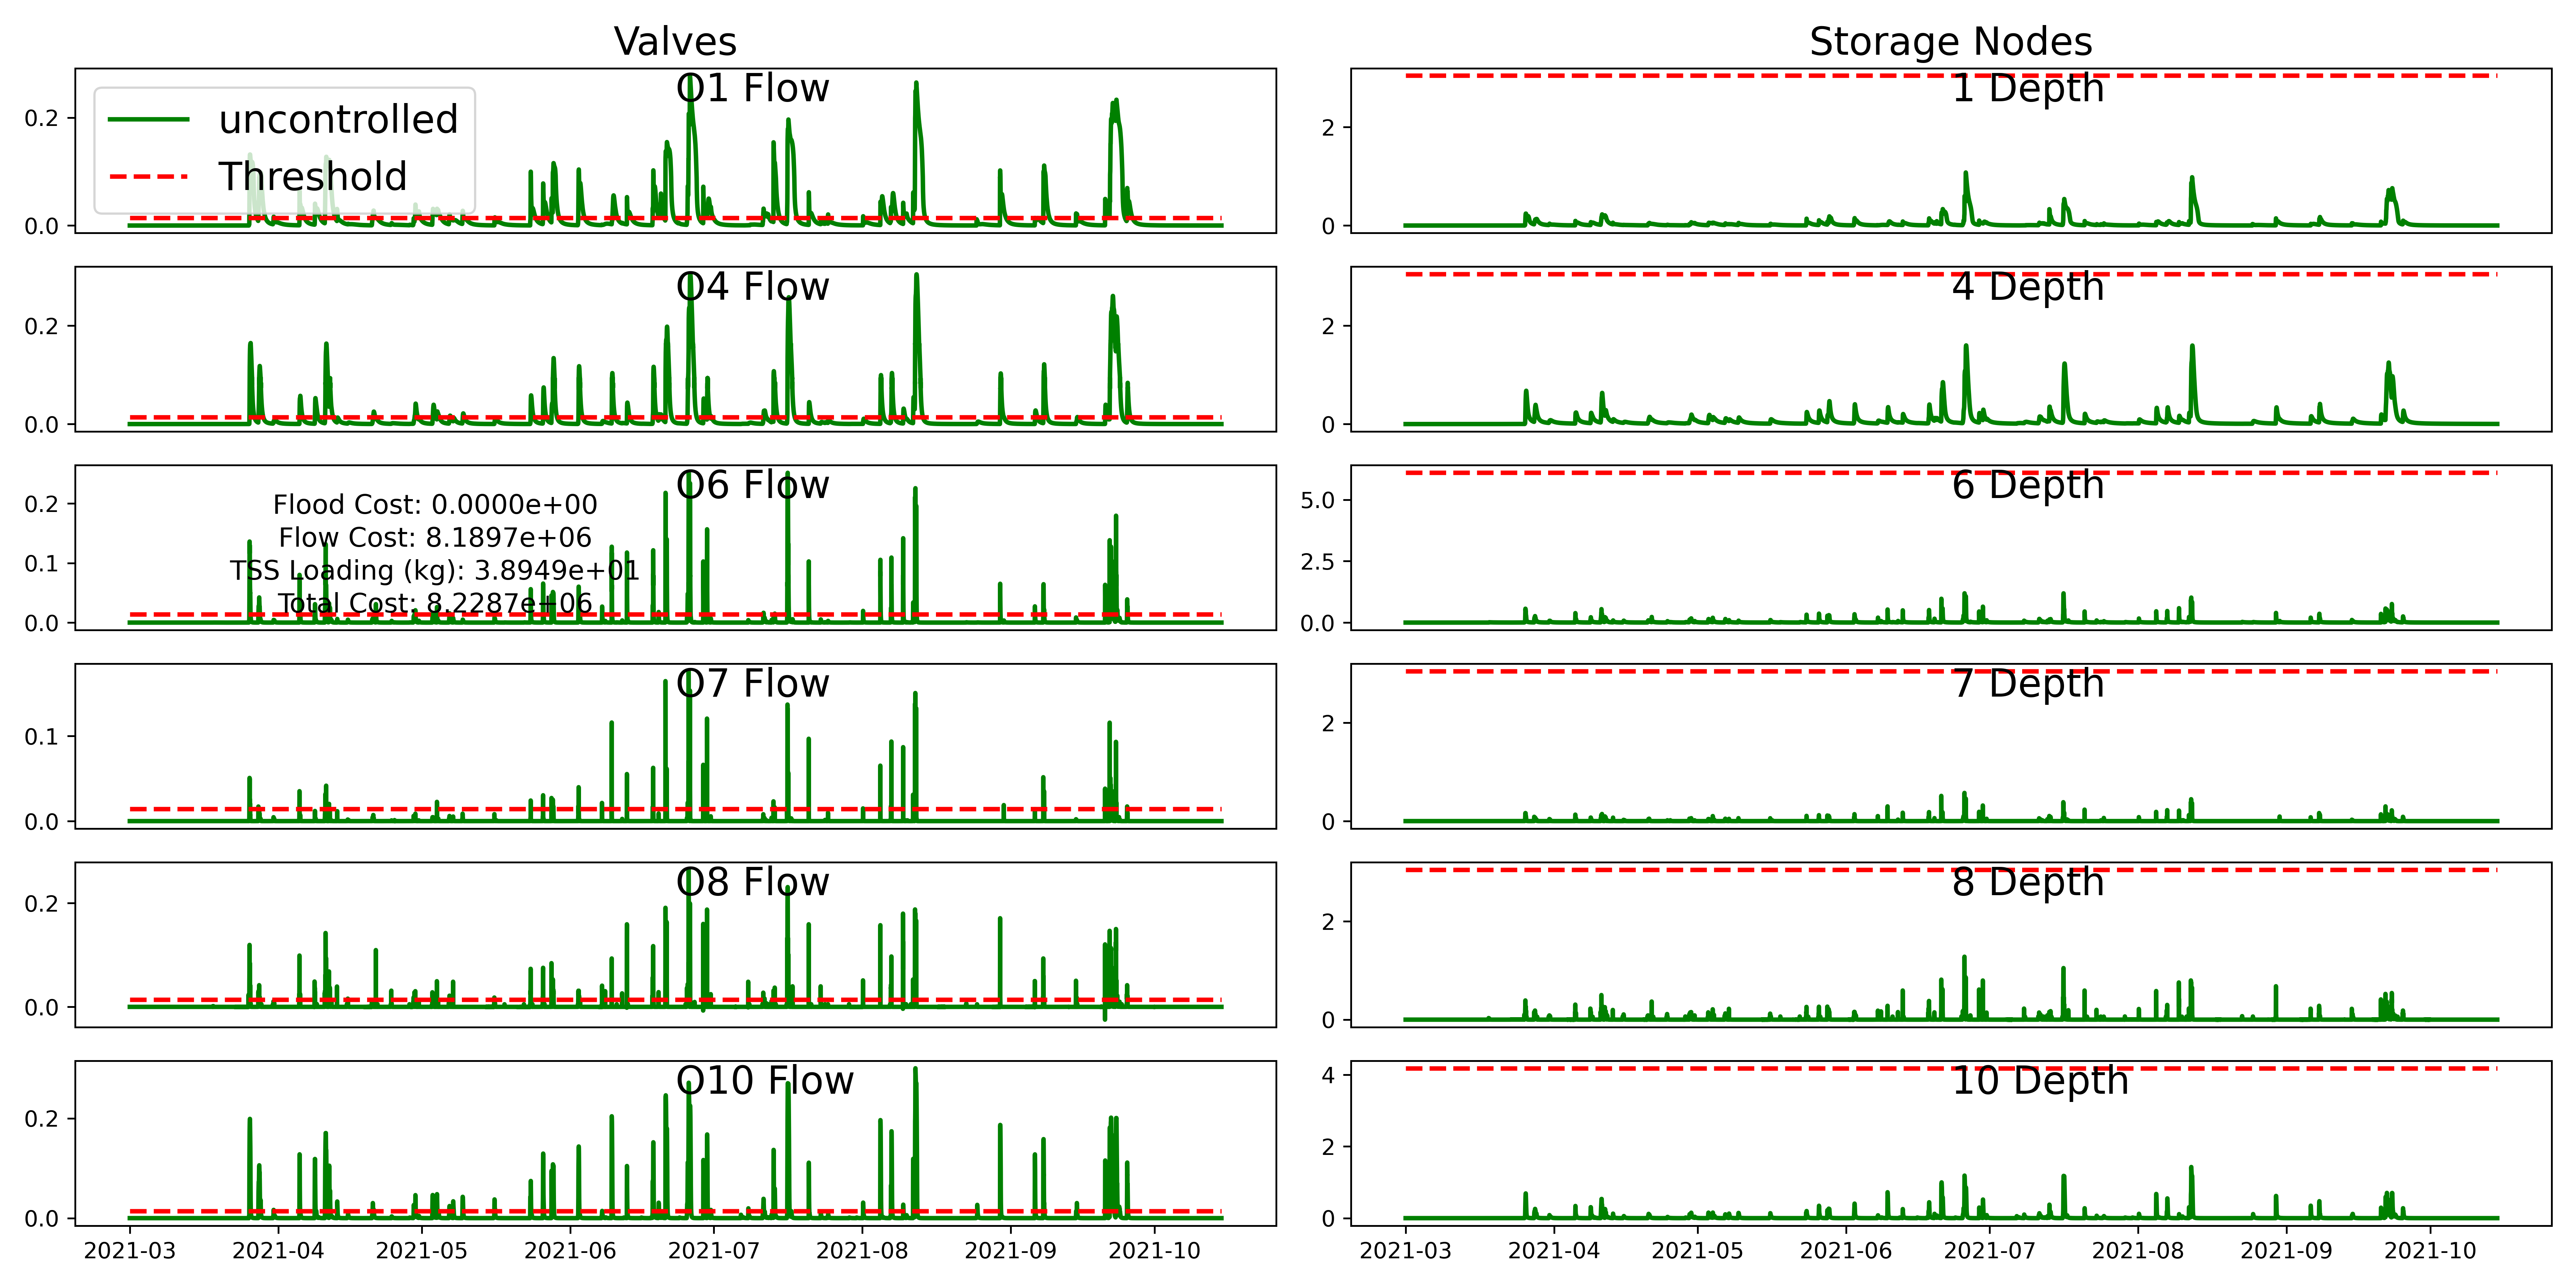 Valves
O1 Flow
0.2
0.0
uncontrolled
Threshold
O4 Flow
0.2
0.0
O6 Flow
0.2
0.1
0.0
Flood Cost: 0.0000e+00
Flow Cost: 8.1897e+06
TSS Loading (kg): 3.8949e+01
Total Cost: 8.2287e+06
O7 Flow
0.1
0.0
O8 Flow
0.2
0.0
O10 Flow
0.2
0.0
2021-03 2021-04 2021-05 2021-06 2021-07 2021-08 2021-09 2021-10
Storage Nodes
1 Depth
2
0
4 Depth
2
0
6 Depth
5.0
2.5
0.0
7 Depth
2
0
8 Depth
2
0
10 Depth
4
2
0
2021-03 2021-04 2021-05 2021-06 2021-07 2021-08 2021-09 2021-10